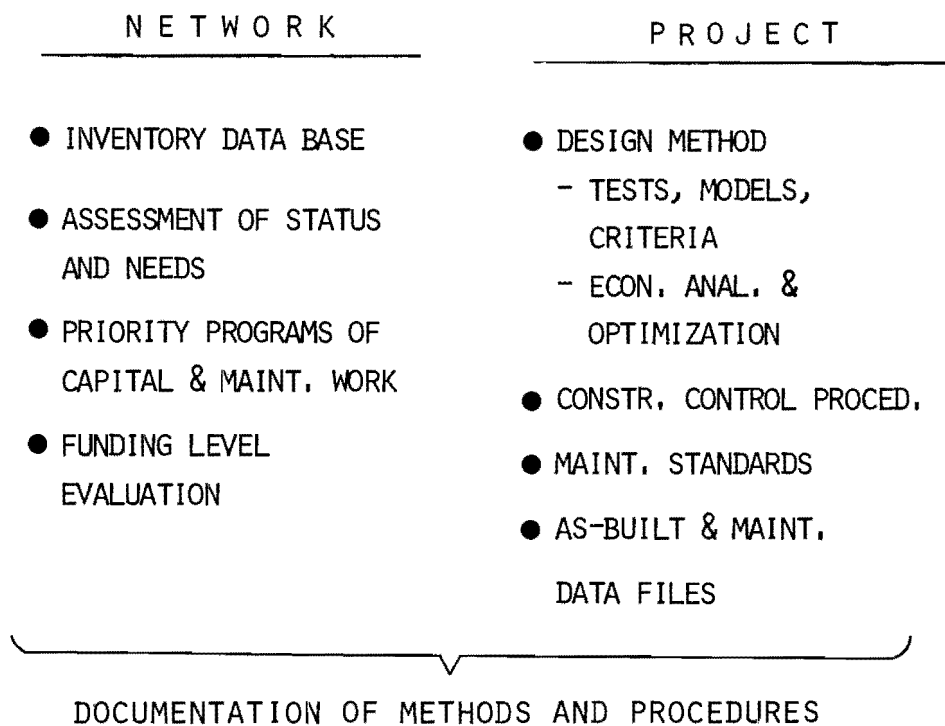 NETWORK
● INVENTORY DATA BASE
● ASSESSMENT OF STATUS
AND NEEDS
● PRIORITY PROGRAMS OF
CAPITAL & MAINT. WORK
● FUNDING LEVEL
EVALUATION
PROJECT
● DESIGN METHOD
- TESTS, MODELS,
CRITERIA
- ECON. ANAL. &
OPTIMIZATION
● CONSTR. CONTROL PROCED.
● MAINT. STANDARDS
● AS-BUILT & MAINT.
DATA FILES
DOCUMENTATION OF METHODS AND PROCEDURES